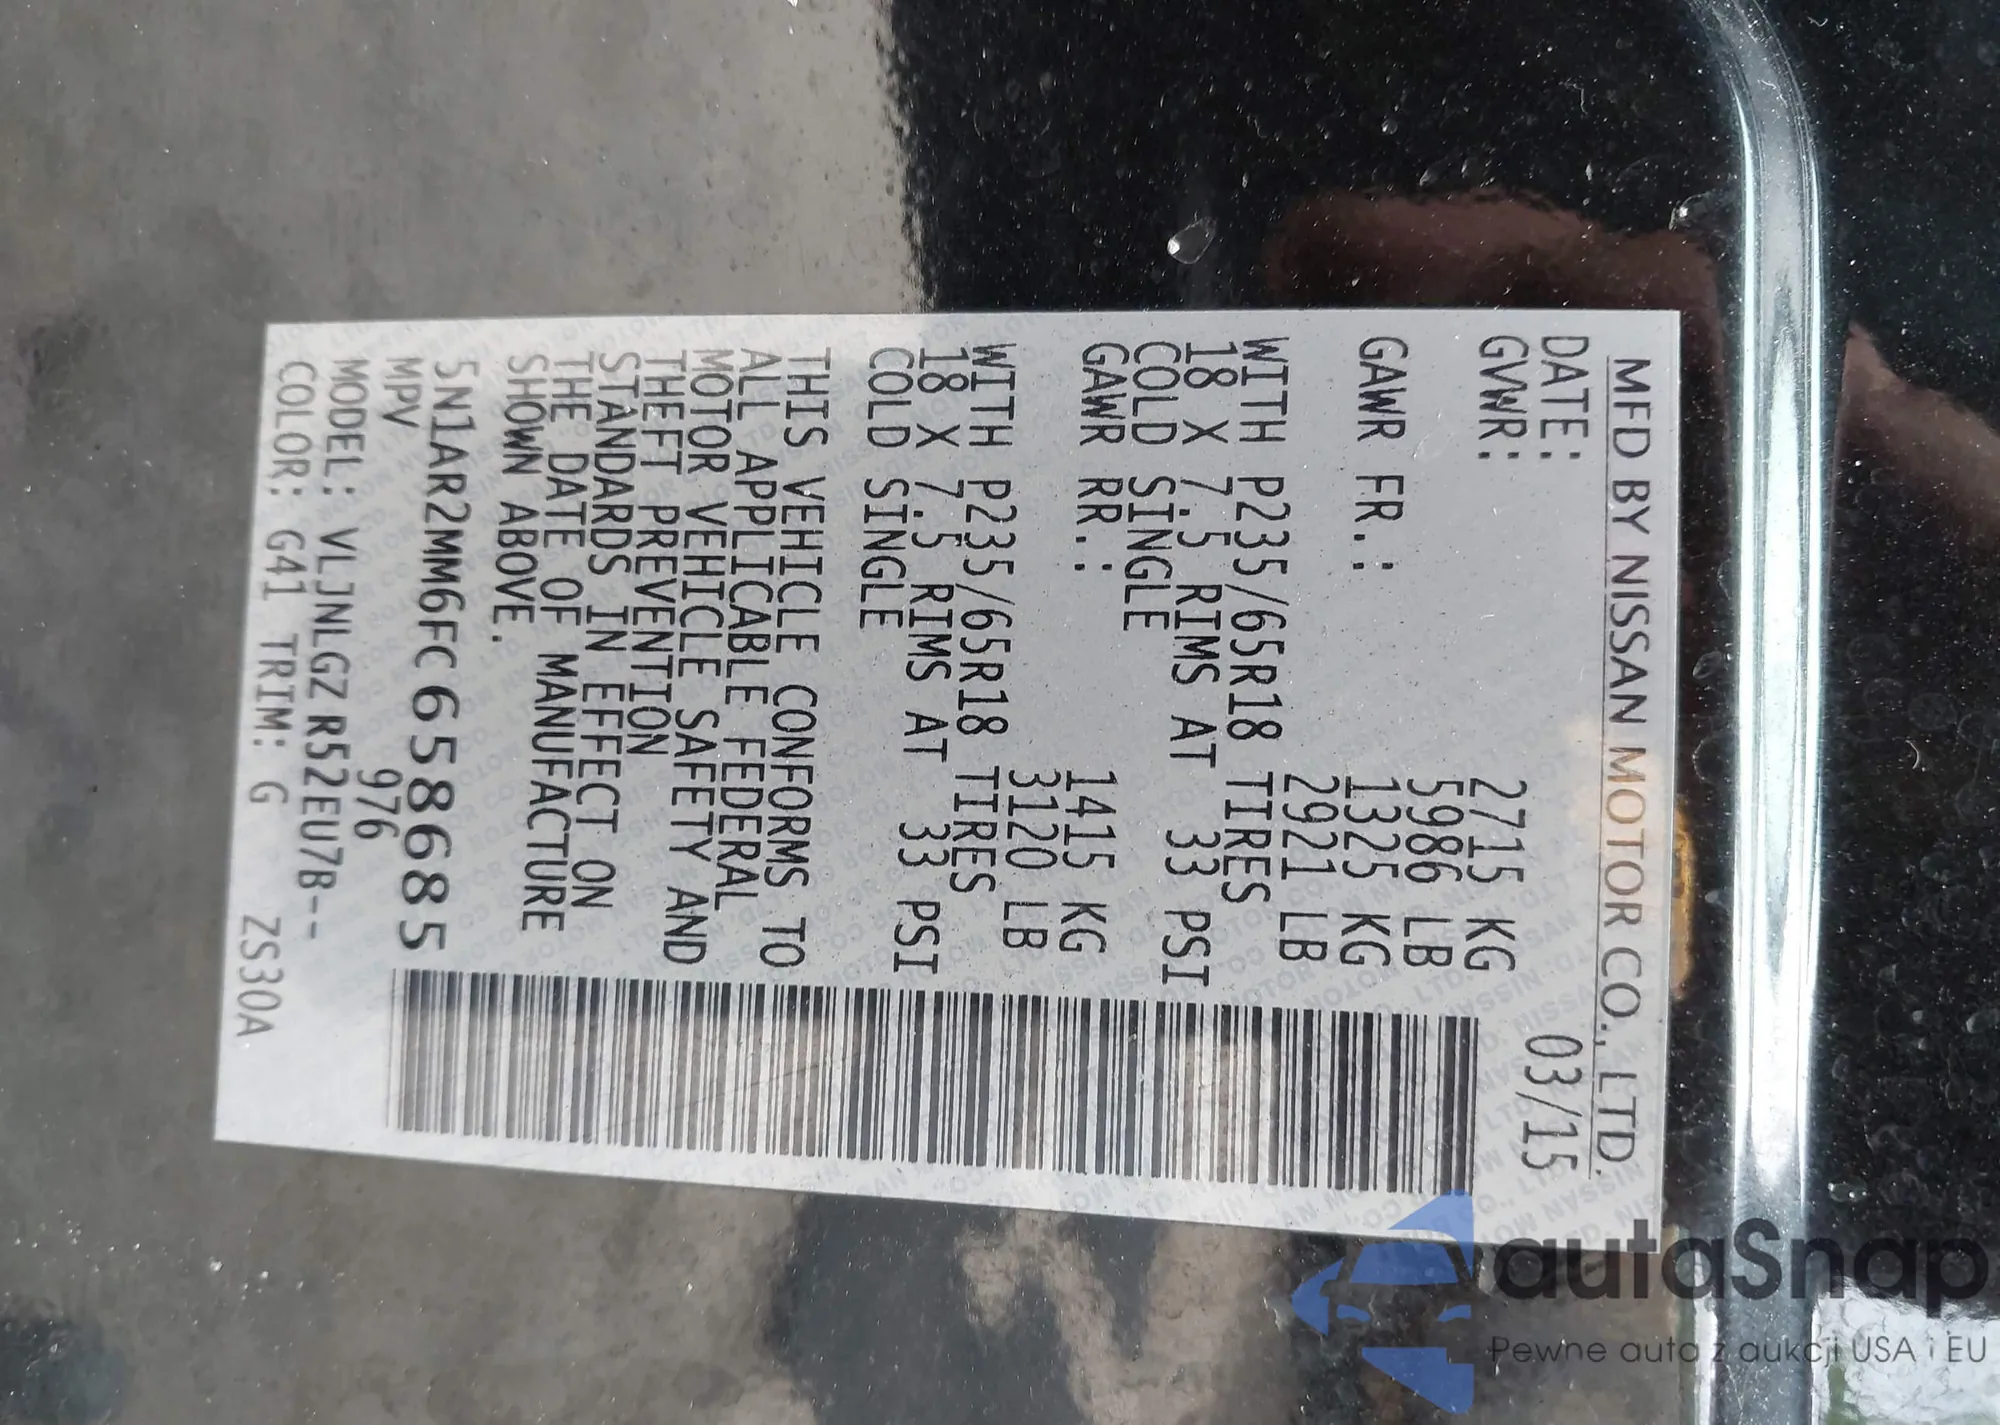 MFD BY NISSAN MOTOR CO., LTD.
DATE: 03/15
GVWR: 2715 KG
5986 LB
GAWR FR.: 1325 KG
2921 LB
WITH P235/65R18 TIRES
18 X 7.5 RIMS AT 33 PSI
COLD SINGLE
GAWR RR.: 1415 KG
3120 LB
WITH P235/65R18 TIRES
18 X 7.5 RIMS AT 33 PSI
COLD SINGLE
THIS VEHICLE CONFORMS TO
ALL APPLICABLE FEDERAL
MOTOR VEHICLE SAFETY AND
THEFT PREVENTION
STANDARDS IN EFFECT ON
THE DATE OF MANUFACTURE
SHOWN ABOVE.
5N1AR2MM6FC658685
MPV 976
MODEL: VLJNLGZ R52EU7B--
COLOR: G41 TRIM: G ZS30A
autaSnap
Pewne auta z aukcji USA i EU